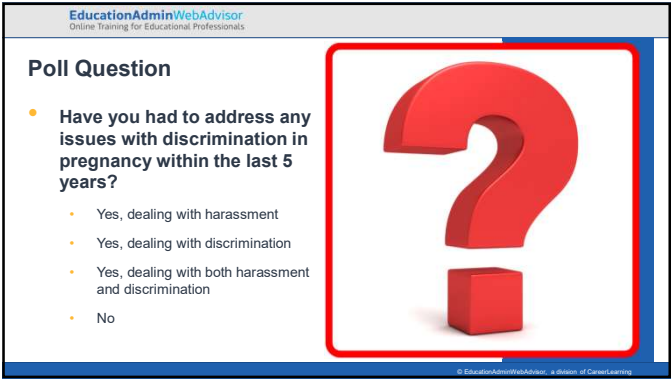 EducationAdminWebAdvisor
Online Training for Educational Professionals
Poll Question
• Have you had to address any
issues with discrimination in
pregnancy within the last 5
years?
• Yes, dealing with harassment
• Yes, dealing with discrimination
• Yes, dealing with both harassment
and discrimination
• No
?
© EducationAdminWebAdvisor, a division of CareerLearning